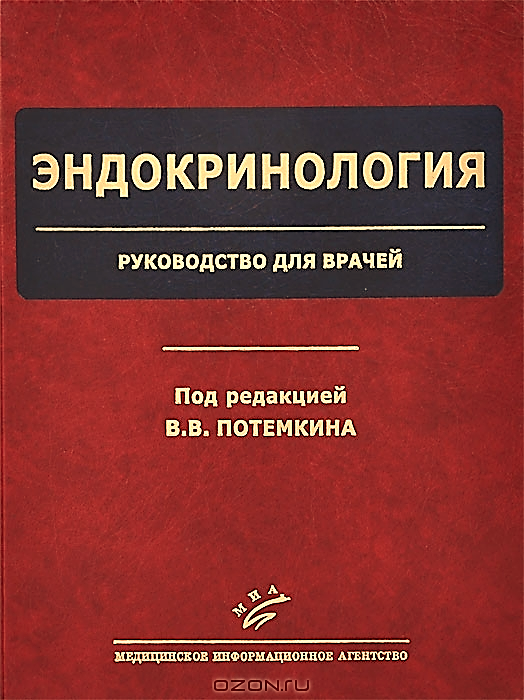 ЭНДОКРИНОЛОГИЯ
РУКОВОДСТВО ДЛЯ ВРАЧЕЙ
Под редакцией
В.В. ПОТЕМКИНА
МИА
МЕДИЦИНСКОЕ ИНФОРМАЦИОННОЕ АГЕНТСТВО
ozon.ru